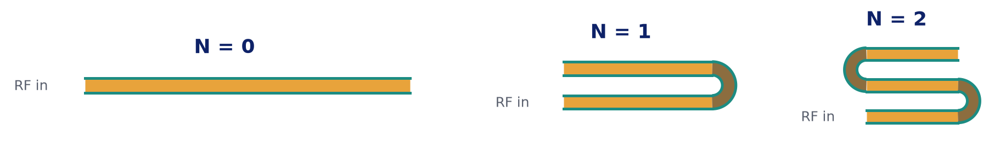 N = 0
RF in
N = 1
RF in
N = 2
RF in